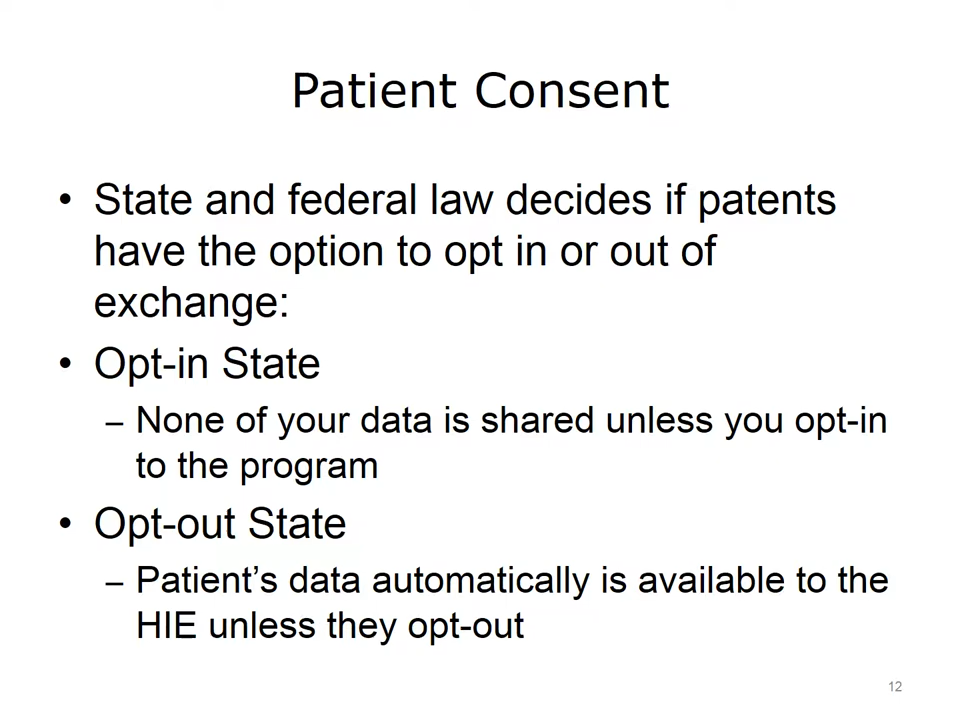 Patient Consent
• State and federal law decides if patents
have the option to opt in or out of
exchange:
• Opt-in State
– None of your data is shared unless you opt-in
to the program
• Opt-out State
– Patient’s data automatically is available to the
HIE unless they opt-out
12